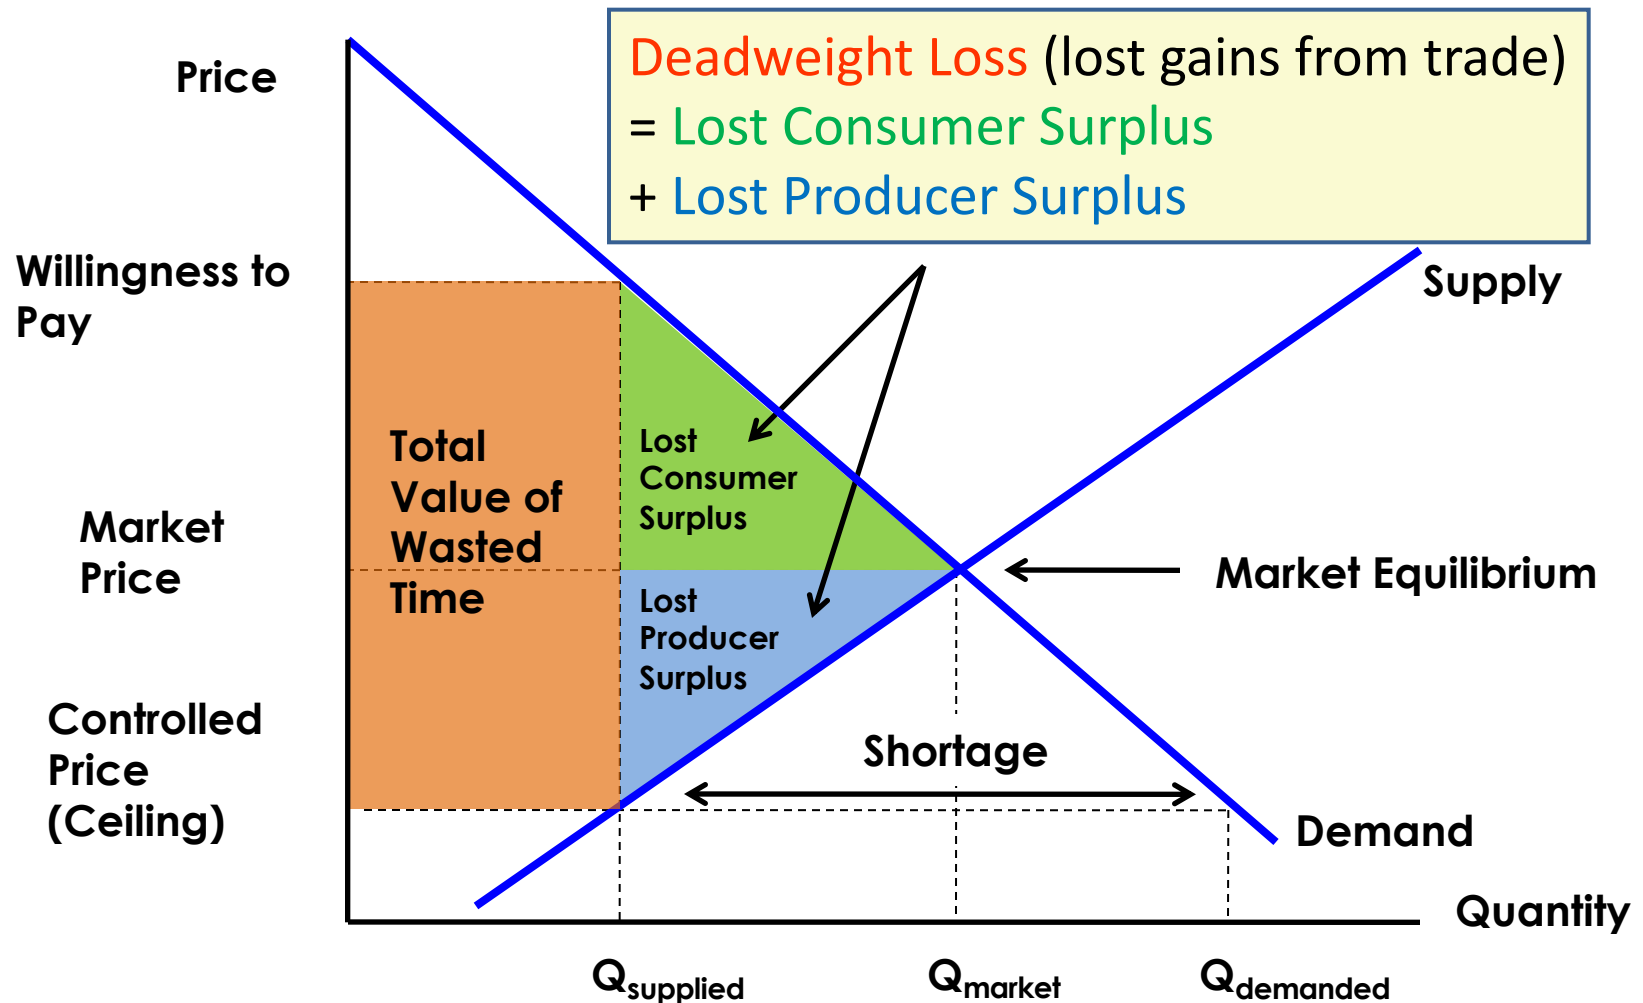 Deadweight Loss (lost gains from trade)
= Lost Consumer Surplus
+ Lost Producer Surplus
Price
Willingness to
Pay
Supply
Total
Value of
Wasted
Time
Lost
Consumer
Surplus
Market
Price
Market Equilibrium
Lost
Producer
Surplus
Controlled
Price
(Ceiling)
Shortage
Demand
Quantity
Qsupplied
Qmarket
Qdemanded